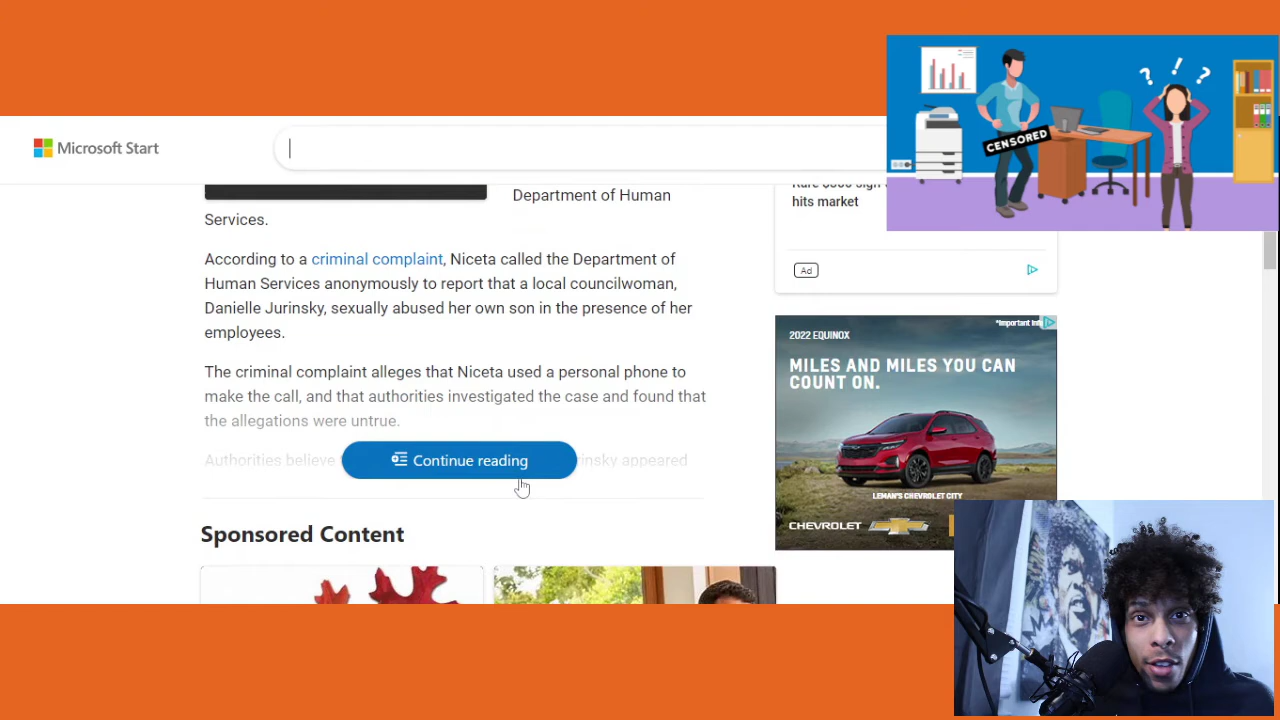 Microsoft Start
CENSORED
? ! ?
Department of Human
Services.
According to a criminal complaint, Niceta called the Department of
Human Services anonymously to report that a local councilwoman,
Danielle Jurinsky, sexually abused her own son in the presence of her
employees.
The criminal complaint alleges that Niceta used a personal phone to
make the call, and that authorities investigated the case and found that
the allegations were untrue.
Authorities believe
insky appeared
Continue reading
Sponsored Content
hits market
Ad
*Important
2022 EQUINOX
MILES AND MILES YOU CAN
COUNT ON.
LEMAN'S CHEVROLET CITY
CHEVROLET